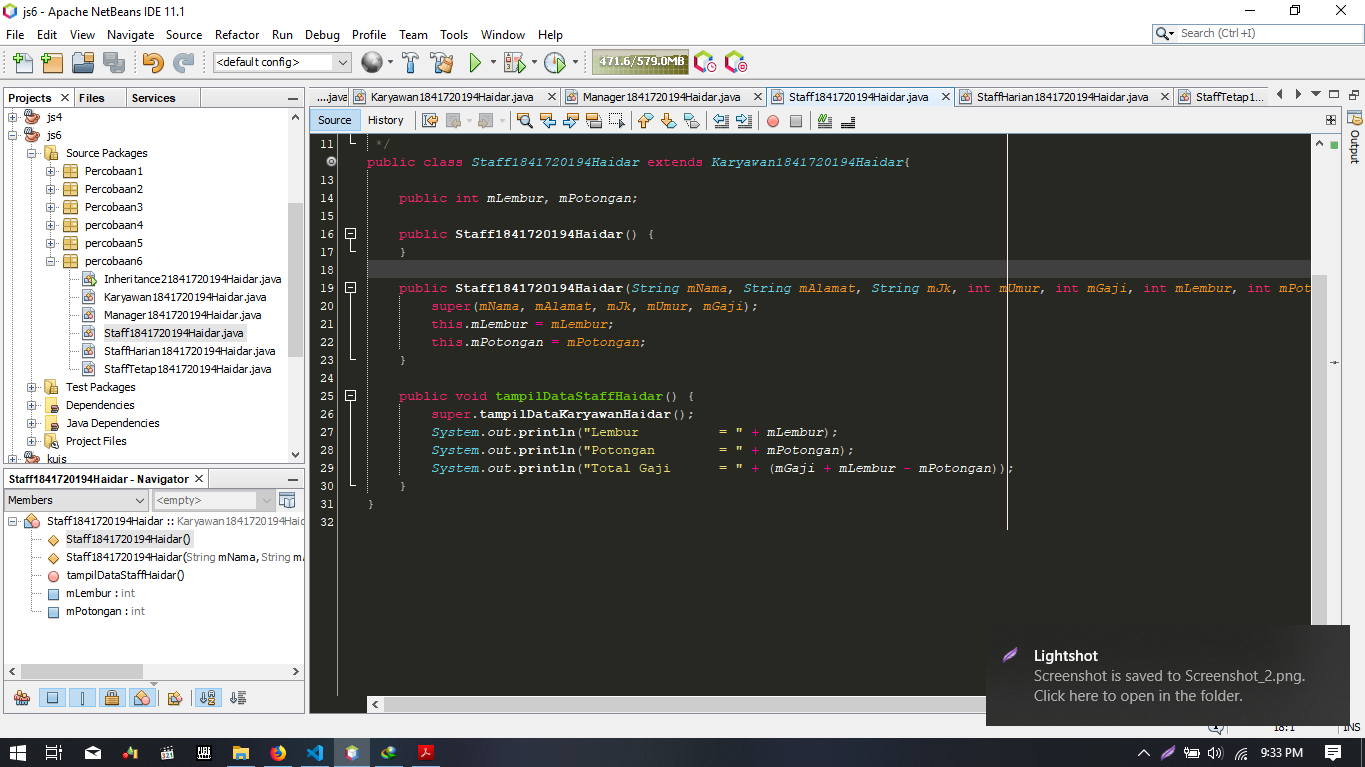 js6 - Apache NetBeans IDE 11.1
File Edit View Navigate Source Refactor Run Debug Profile Team Tools Window Help
Search (Ctrl+I)
<default config>
471.6/579.0MB
Projects Files Services
js4
js6
Source Packages
Percobaan1
Percobaan2
Percobaan3
percobaan4
percobaan5
percobaan6
Inheritance21841720194Haidar.java
Karyawan1841720194Haidar.java
Manager1841720194Haidar.java
Staff1841720194Haidar.java
StaffHarian1841720194Haidar.java
StaffTetap1841720194Haidar.java
Test Packages
Dependencies
Java Dependencies
Project Files
kuis
Staff1841720194Haidar - Navigator
Members <empty>
Staff1841720194Haidar :: Karyawan1841720194Haid
Staff1841720194Haidar()
Staff1841720194Haidar(String mNama, String mA
tampilDataStaffHaidar()
mLembur : int
mPotongan : int
....java Karyawan1841720194Haidar.java Manager1841720194Haidar.java Staff1841720194Haidar.java StaffHarian1841720194Haidar.java StaffTetap1...
Source History
Output
11 */
public class Staff1841720194Haidar extends Karyawan1841720194Haidar{
13
14 public int mLembur, mPotongan;
15
16 public Staff1841720194Haidar() {
17 }
18
19 public Staff1841720194Haidar(String mNama, String mAlamat, String mJk, int mUmur, int mGaji, int mLembur, int mPot
20 super(mNama, mAlamat, mJk, mUmur, mGaji);
21 this.mLembur = mLembur;
22 this.mPotongan = mPotongan;
23 }
24
25 public void tampilDataStaffHaidar() {
26 super.tampilDataKaryawanHaidar();
27 System.out.println("Lembur          = " + mLembur);
28 System.out.println("Potongan        = " + mPotongan);
29 System.out.println("Total Gaji      = " + (mGaji + mLembur - mPotongan));
30 }
31 }
32
Lightshot
Screenshot is saved to Screenshot_2.png.
Click here to open in the folder.
18:1 INS
9:33 PM